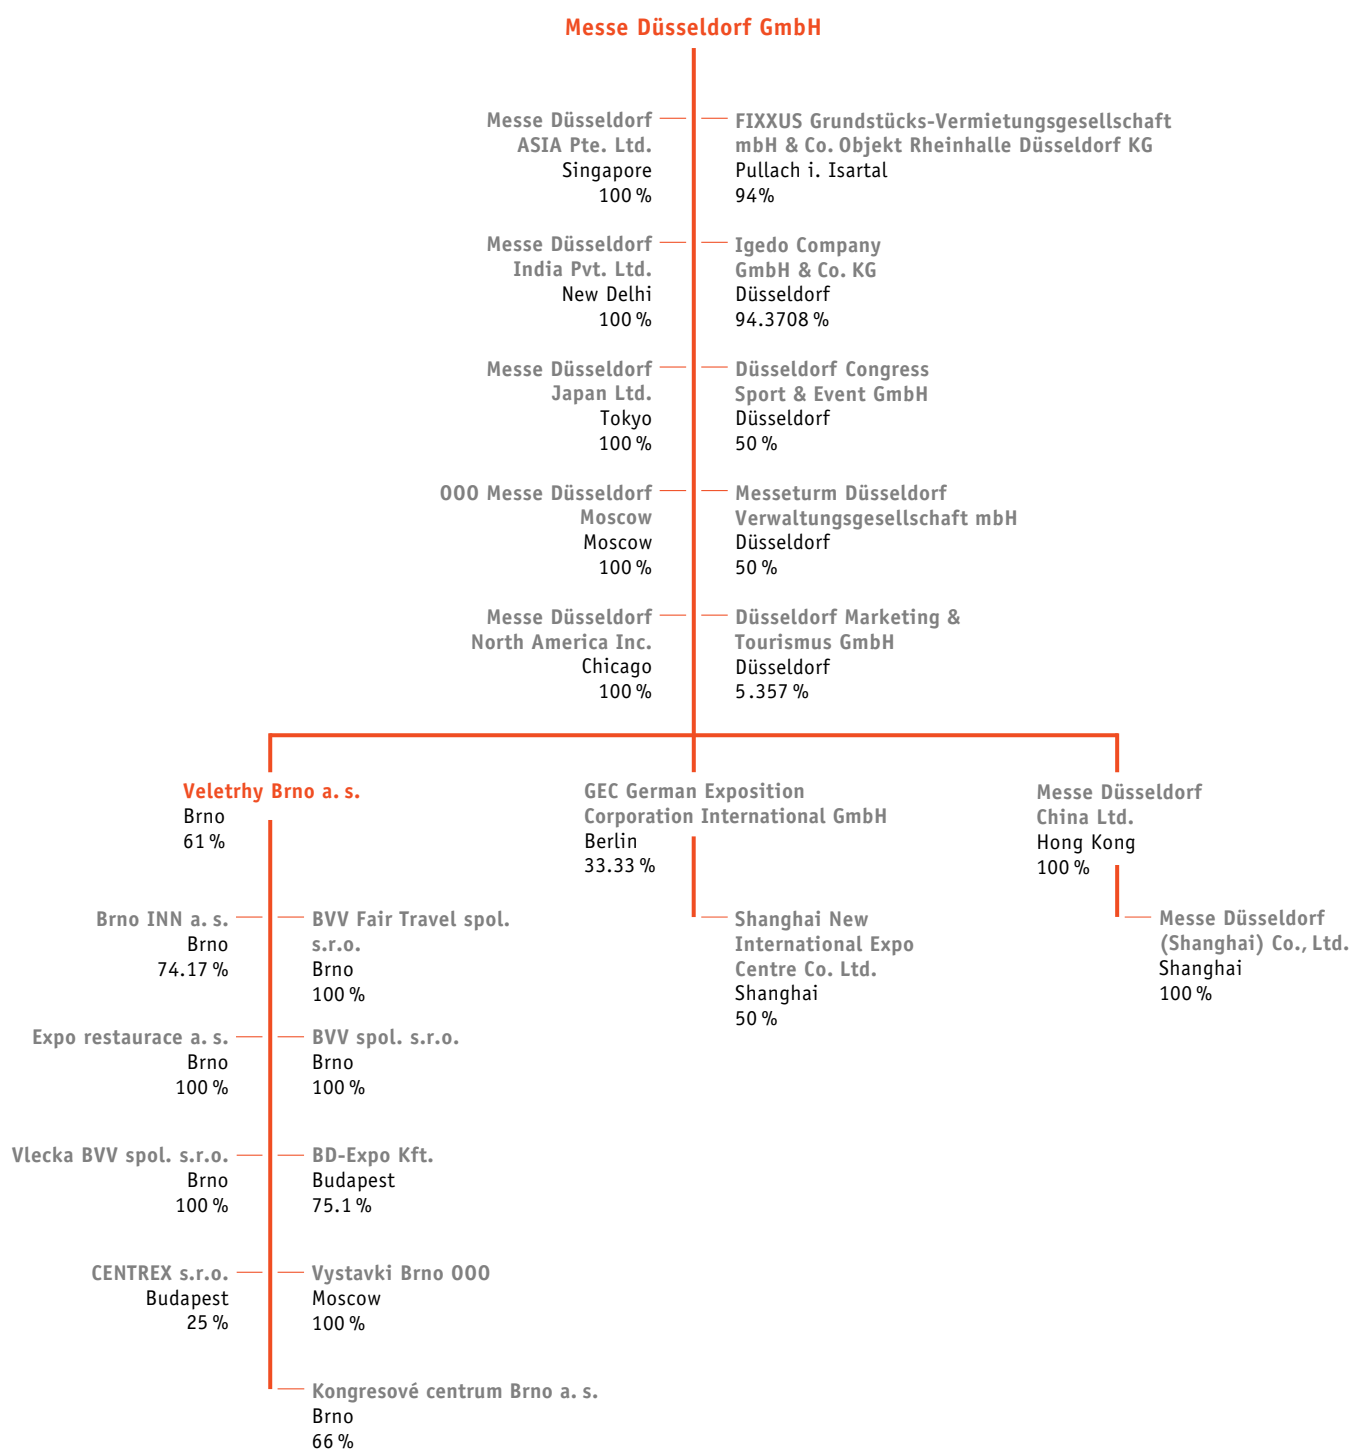 Messe Düsseldorf GmbH
Messe Düsseldorf
ASIA Pte. Ltd.
Singapore
100 %
FIXXUS Grundstücks-Vermietungsgesellschaft
mbH & Co. Objekt Rheinhalle Düsseldorf KG
Pullach i. Isartal
94%
Messe Düsseldorf
India Pvt. Ltd.
New Delhi
100 %
Igedo Company
GmbH & Co. KG
Düsseldorf
94.3708 %
Messe Düsseldorf
Japan Ltd.
Tokyo
100 %
Düsseldorf Congress
Sport & Event GmbH
Düsseldorf
50 %
OOO Messe Düsseldorf
Moscow
Moscow
100 %
Messeturm Düsseldorf
Verwaltungsgesellschaft mbH
Düsseldorf
50 %
Messe Düsseldorf
North America Inc.
Chicago
100 %
Düsseldorf Marketing &
Tourismus GmbH
Düsseldorf
5.357 %
Veletrhy Brno a. s.
Brno
61 %
GEC German Exposition
Corporation International GmbH
Berlin
33.33 %
Messe Düsseldorf
China Ltd.
Hong Kong
100 %
Brno INN a. s.
Brno
74.17 %
BVV Fair Travel spol.
s.r.o.
Brno
100 %
Shanghai New
International Expo
Centre Co. Ltd.
Shanghai
50 %
Messe Düsseldorf
(Shanghai) Co., Ltd.
Shanghai
100 %
Expo restaurace a. s.
Brno
100 %
BVV spol. s.r.o.
Brno
100 %
Vlecka BVV spol. s.r.o.
Brno
100 %
BD-Expo Kft.
Budapest
75.1 %
CENTREX s.r.o.
Budapest
25 %
Vystavki Brno OOO
Moscow
100 %
Kongresové centrum Brno a. s.
Brno
66 %